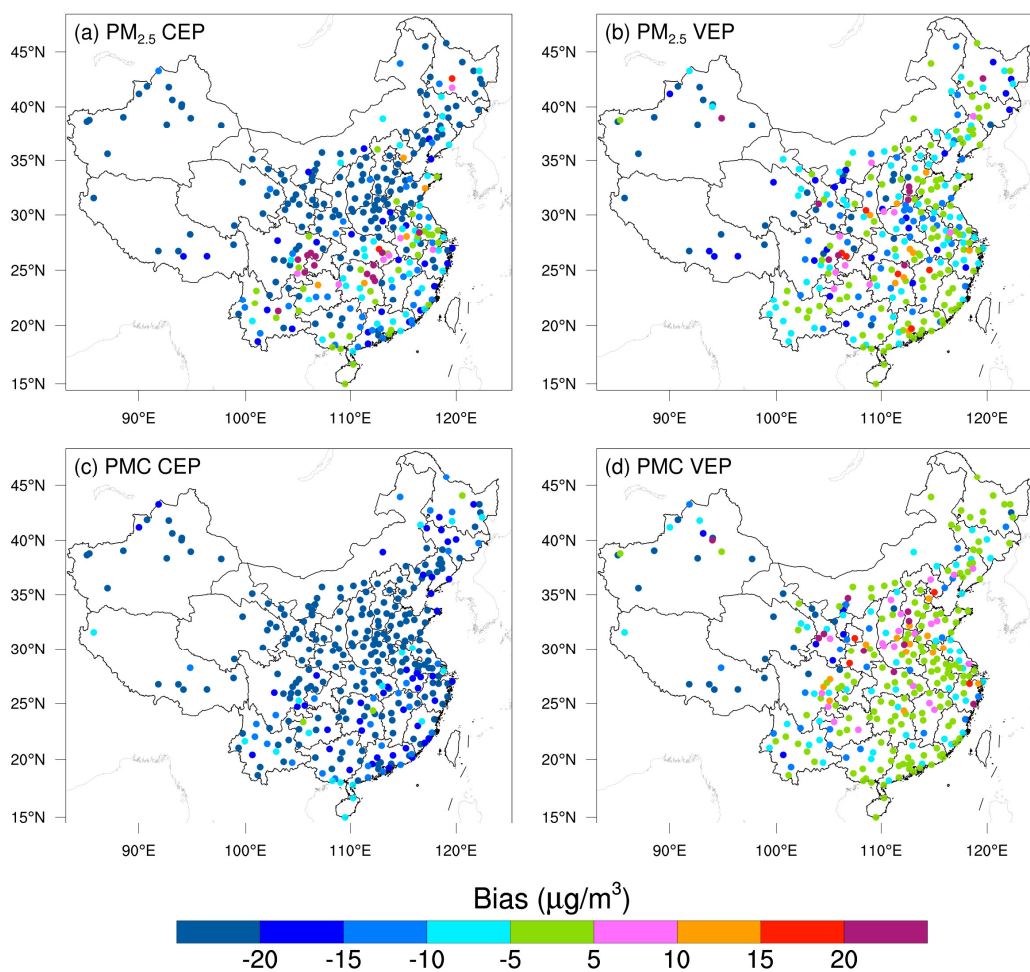 (a) PM2.5 CEP
(b) PM2.5 VEP
45°N
40°N
35°N
30°N
25°N
20°N
15°N
90°E 100°E 110°E 120°E
45°N
40°N
35°N
30°N
25°N
20°N
15°N
90°E 100°E 110°E 120°E
(c) PMC CEP
(d) PMC VEP
45°N
40°N
35°N
30°N
25°N
20°N
15°N
90°E 100°E 110°E 120°E
45°N
40°N
35°N
30°N
25°N
20°N
15°N
90°E 100°E 110°E 120°E
Bias (μg/m³)
-20 -15 -10 -5 5 10 15 20